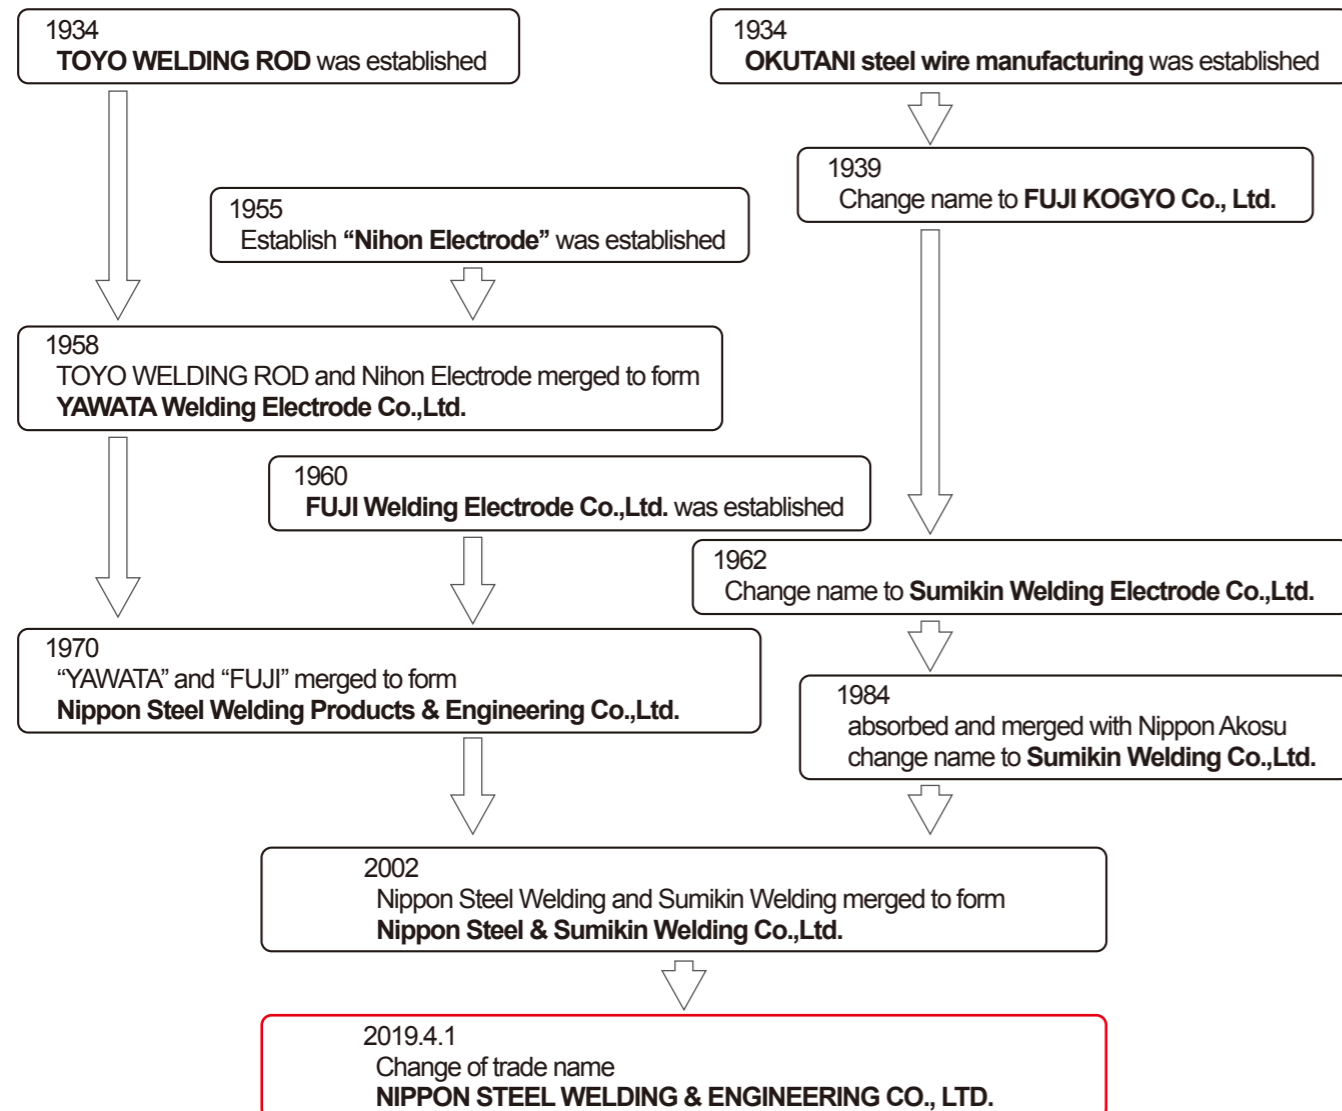 1934
TOYO WELDING ROD was established
1934
OKUTANI steel wire manufacturing was established
1939
Change name to FUJI KOGYO Co., Ltd.
1955
Establish “Nihon Electrode” was established
1958
TOYO WELDING ROD and Nihon Electrode merged to form
YAWATA Welding Electrode Co.,Ltd.
1960
FUJI Welding Electrode Co.,Ltd. was established
1962
Change name to Sumikin Welding Electrode Co.,Ltd.
1970
“YAWATA” and “FUJI” merged to form
Nippon Steel Welding Products & Engineering Co.,Ltd.
1984
absorbed and merged with Nippon Akosu
change name to Sumikin Welding Co.,Ltd.
2002
Nippon Steel Welding and Sumikin Welding merged to form
Nippon Steel & Sumikin Welding Co.,Ltd.
2019.4.1
Change of trade name
NIPPON STEEL WELDING & ENGINEERING CO., LTD.